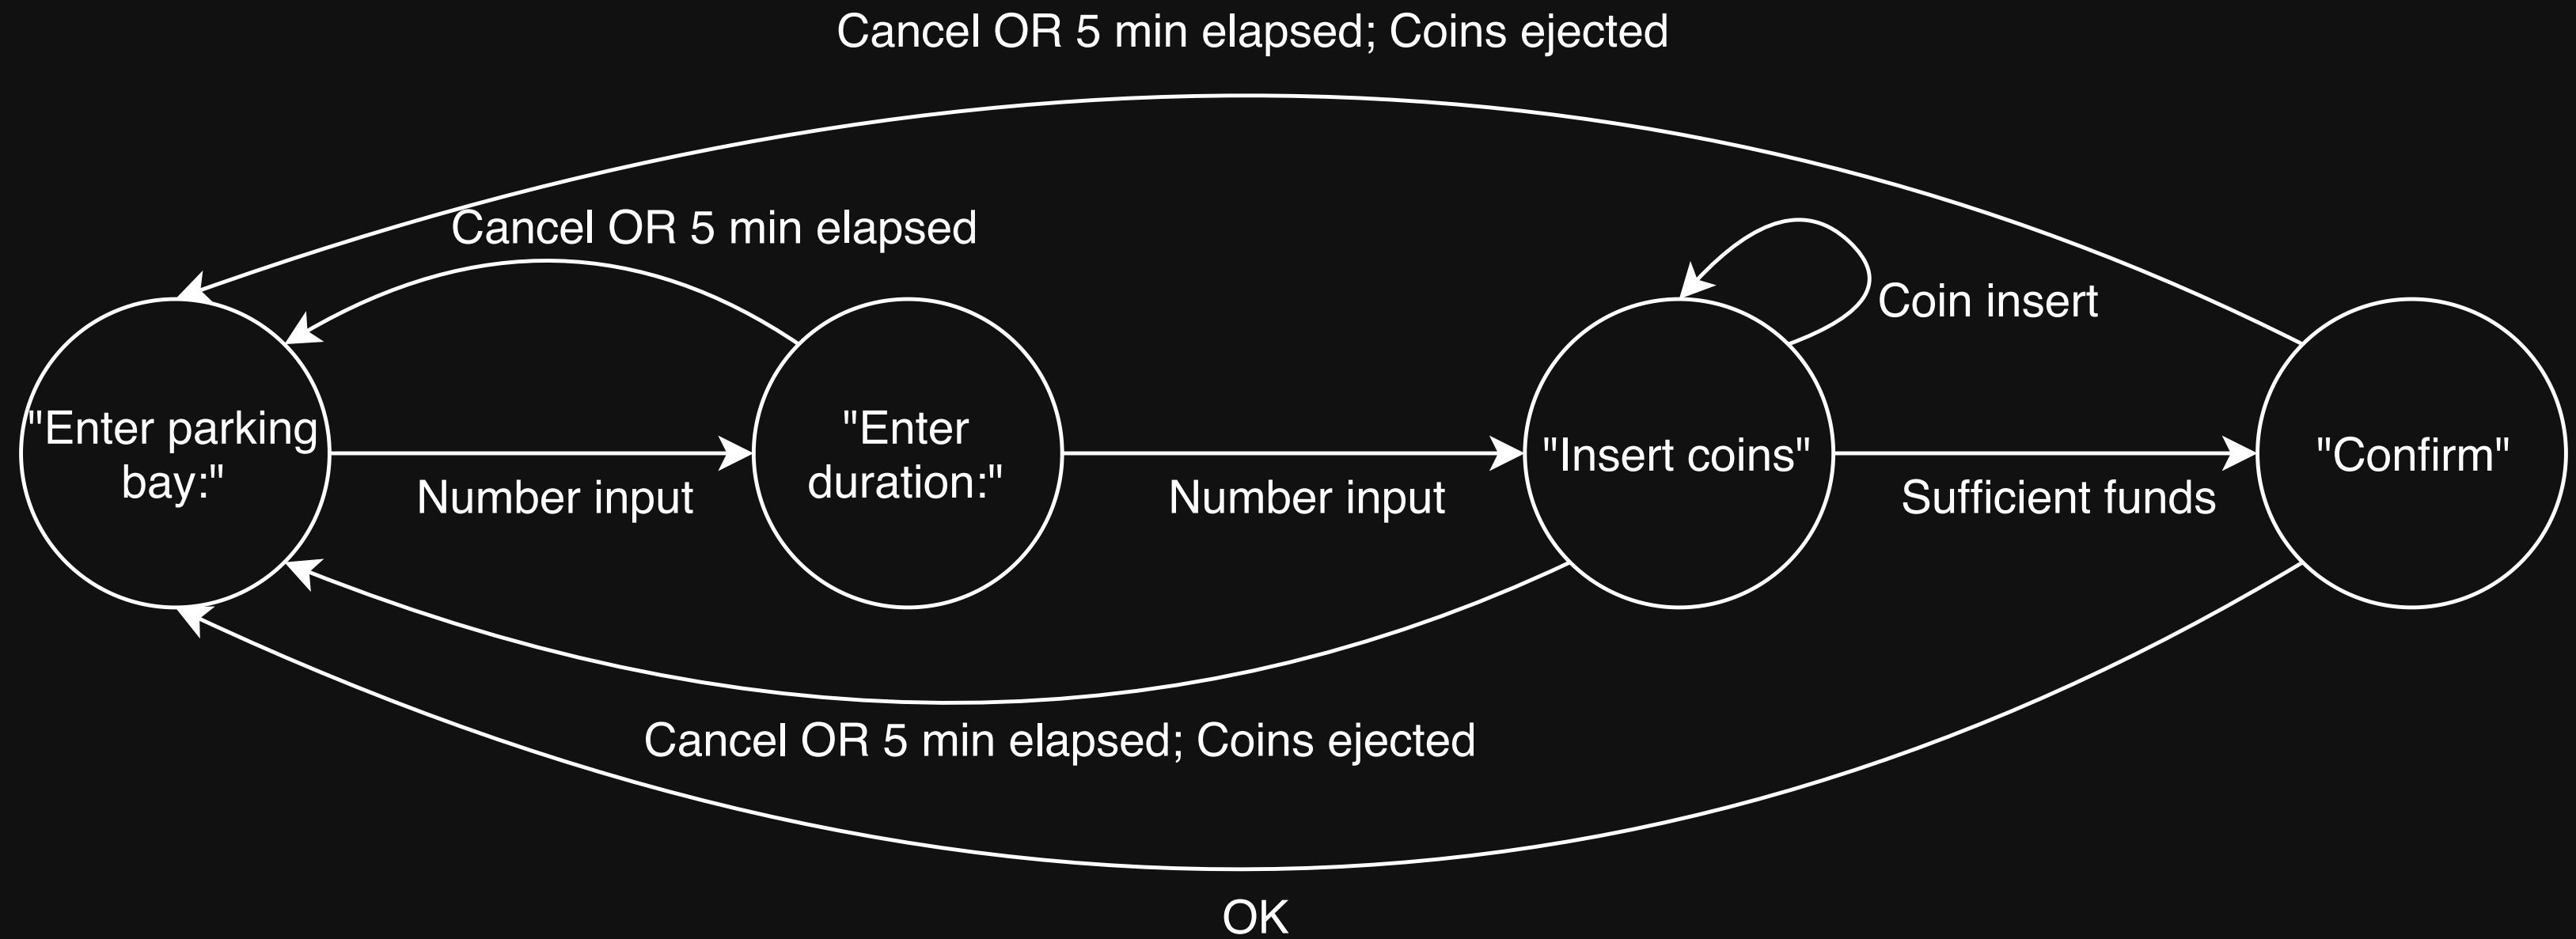 Cancel OR 5 min elapsed; Coins ejected
Cancel OR 5 min elapsed
Coin insert
"Enter parking
bay:"
Number input
"Enter
duration:"
Number input
"Insert coins"
Sufficient funds
"Confirm"
Cancel OR 5 min elapsed; Coins ejected
OK